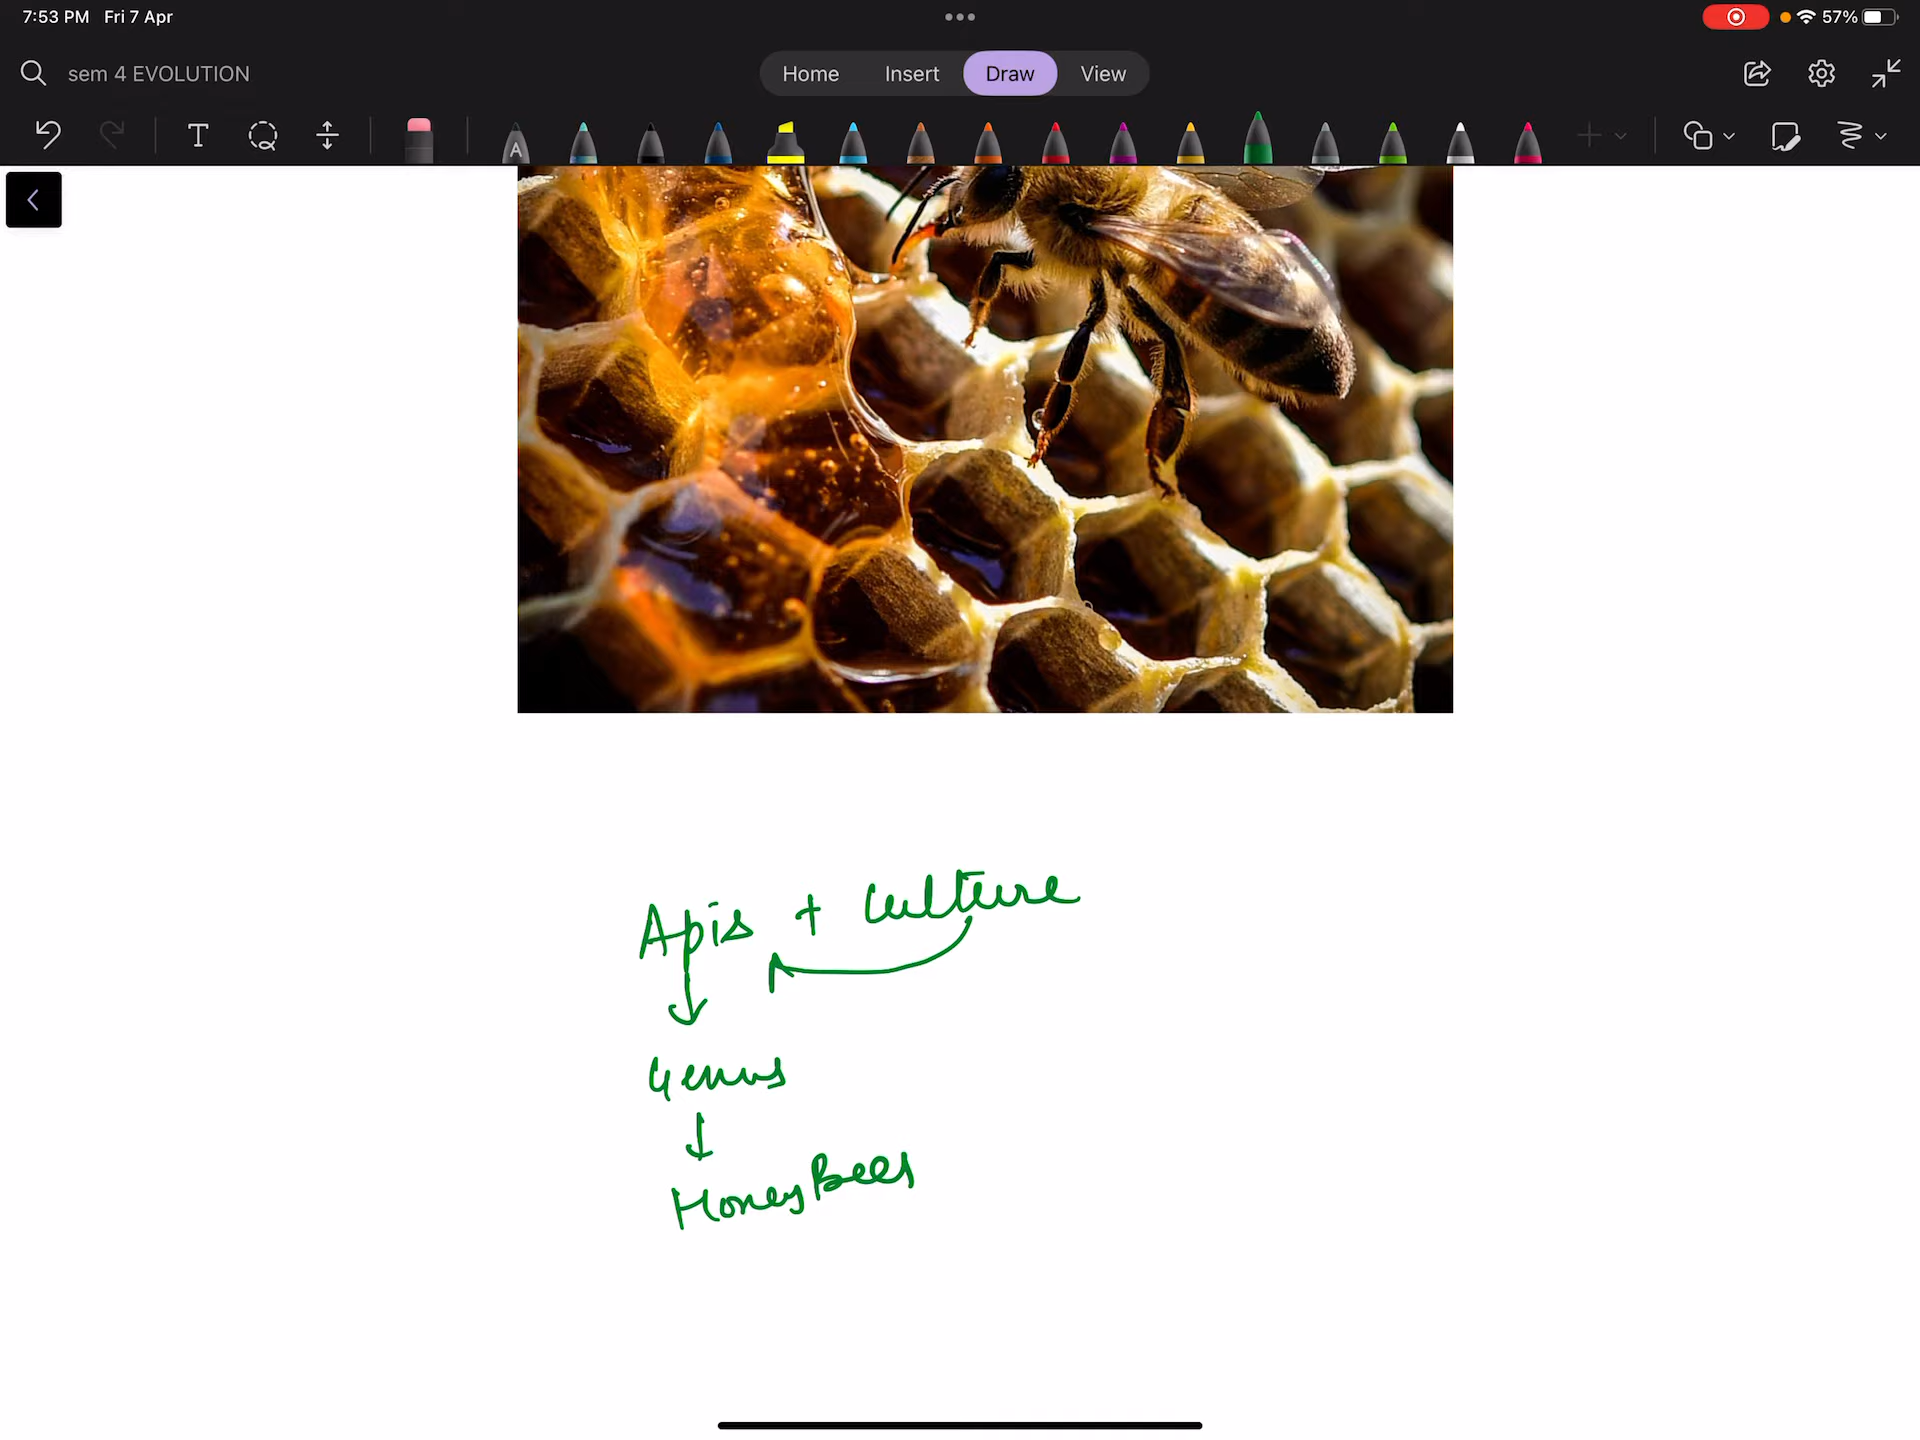 7:53 PM Fri 7 Apr
57%
sem 4 EVOLUTION
Home Insert Draw View
T
A
Apis + Culture
Genus
Honey Bees